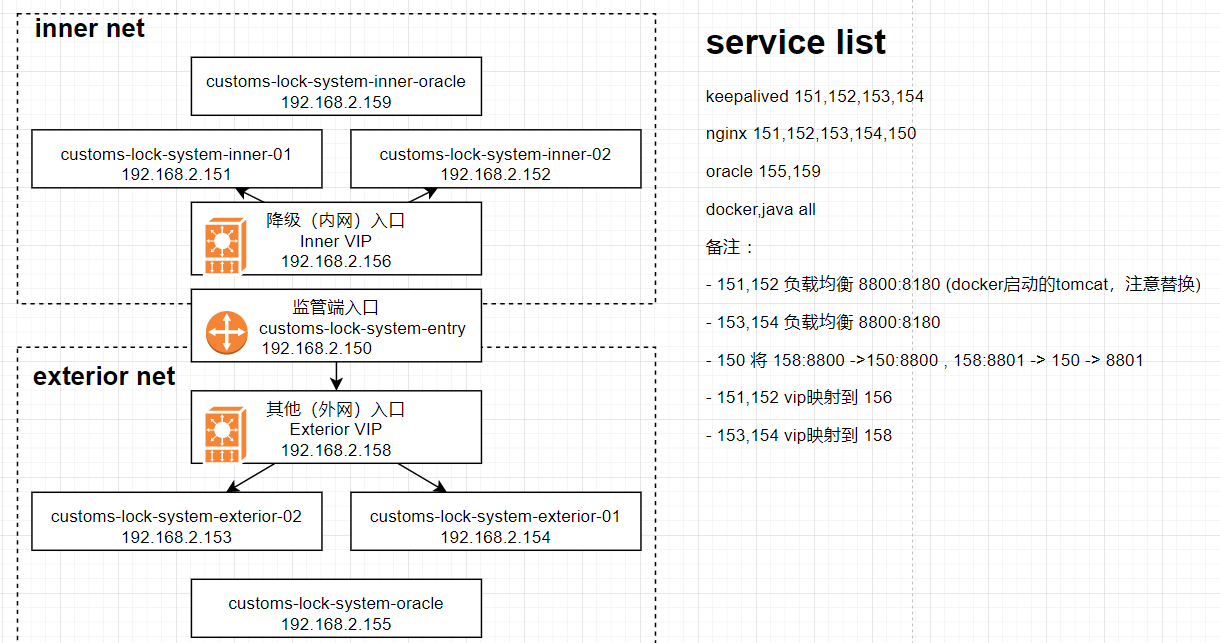 inner net
customs-lock-system-inner-oracle
192.168.2.159
customs-lock-system-inner-01
192.168.2.151
customs-lock-system-inner-02
192.168.2.152
降级（内网）入口
Inner VIP
192.168.2.156
监管端入口
customs-lock-system-entry
192.168.2.150
exterior net
其他（外网）入口
Exterior VIP
192.168.2.158
customs-lock-system-exterior-02
192.168.2.153
customs-lock-system-exterior-01
192.168.2.154
customs-lock-system-oracle
192.168.2.155
service list
keepalived 151,152,153,154
nginx 151,152,153,154,150
oracle 155,159
docker,java all
备注：
- 151,152 负载均衡 8800:8180 (docker启动的tomcat，注意替换)
- 153,154 负载均衡 8800:8180
- 150 将 158:8800 ->150:8800 , 158:8801 -> 150 -> 8801
- 151,152 vip映射到 156
- 153,154 vip映射到 158